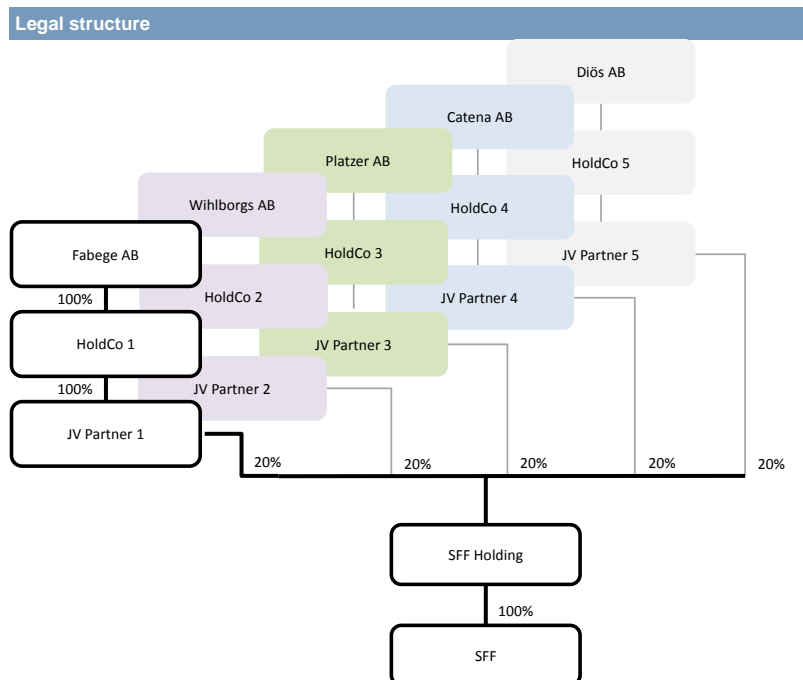 Legal structure
Diös AB
Catena AB
Platzer AB
HoldCo 5
Wihlborgs AB
HoldCo 4
Fabege AB
HoldCo 3
JV Partner 5
100%
HoldCo 2
JV Partner 4
HoldCo 1
JV Partner 3
100%
JV Partner 2
JV Partner 1
20%
20%
20%
20%
20%
SFF Holding
100%
SFF